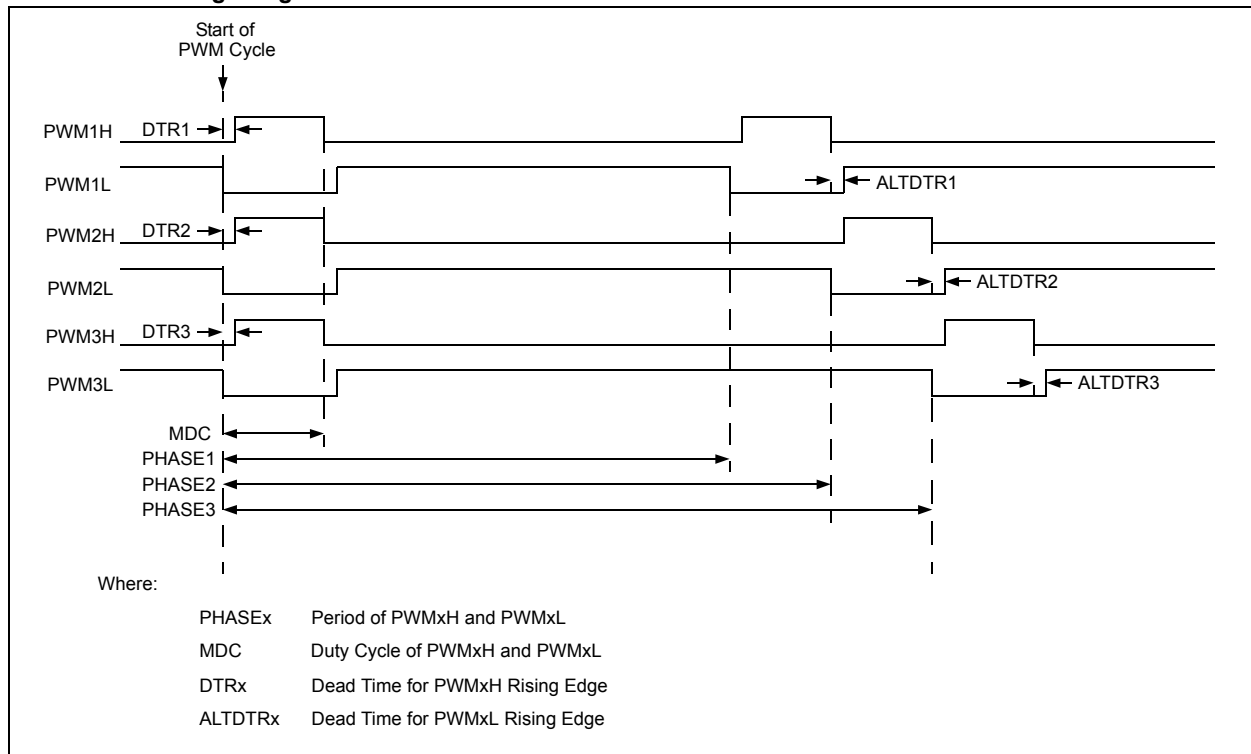 Start of
PWM Cycle
PWM1H
DTR1
PWM1L
ALTDTR1
PWM2H
DTR2
PWM2L
ALTDTR2
PWM3H
DTR3
PWM3L
ALTDTR3
MDC
PHASE1
PHASE2
PHASE3
Where:
PHASEx Period of PWMxH and PWMxL
MDC Duty Cycle of PWMxH and PWMxL
DTRx Dead Time for PWMxH Rising Edge
ALTDTRx Dead Time for PWMxL Rising Edge